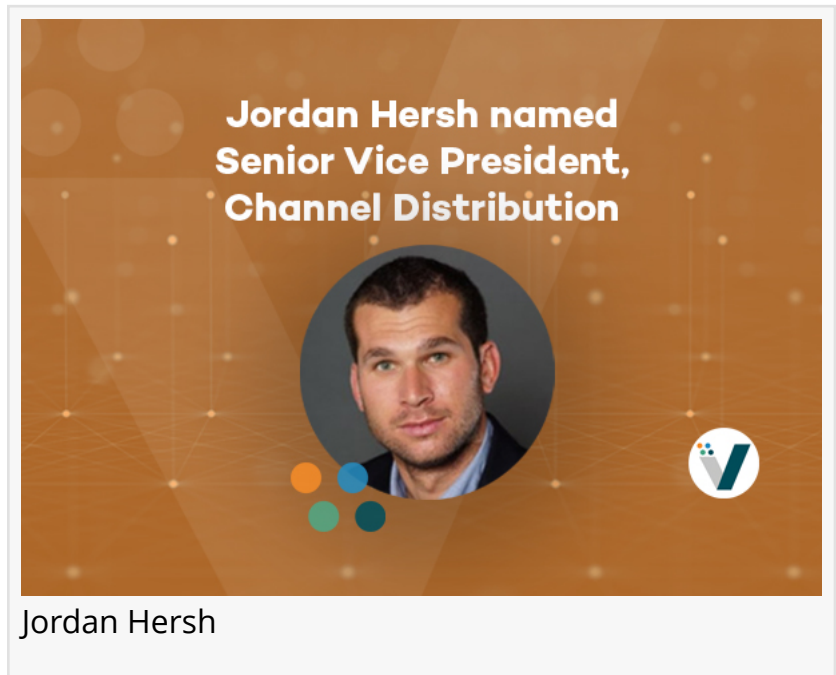 Jordan Hersh named
Senior Vice President,
Channel Distribution
Jordan Hersh